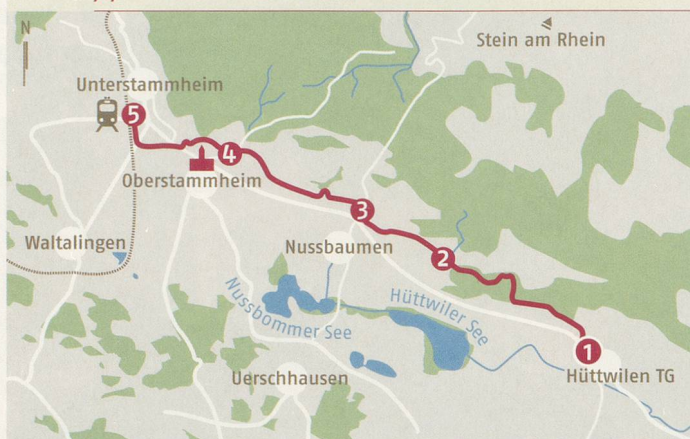 N
Stein am Rhein
Unterstammheim
5
4
Oberstammheim
3
Waltalingen
Nussbaumen
2
Nussbommer See
Hüttwiler See
1
Uerschhausen
Hüttwilen TG